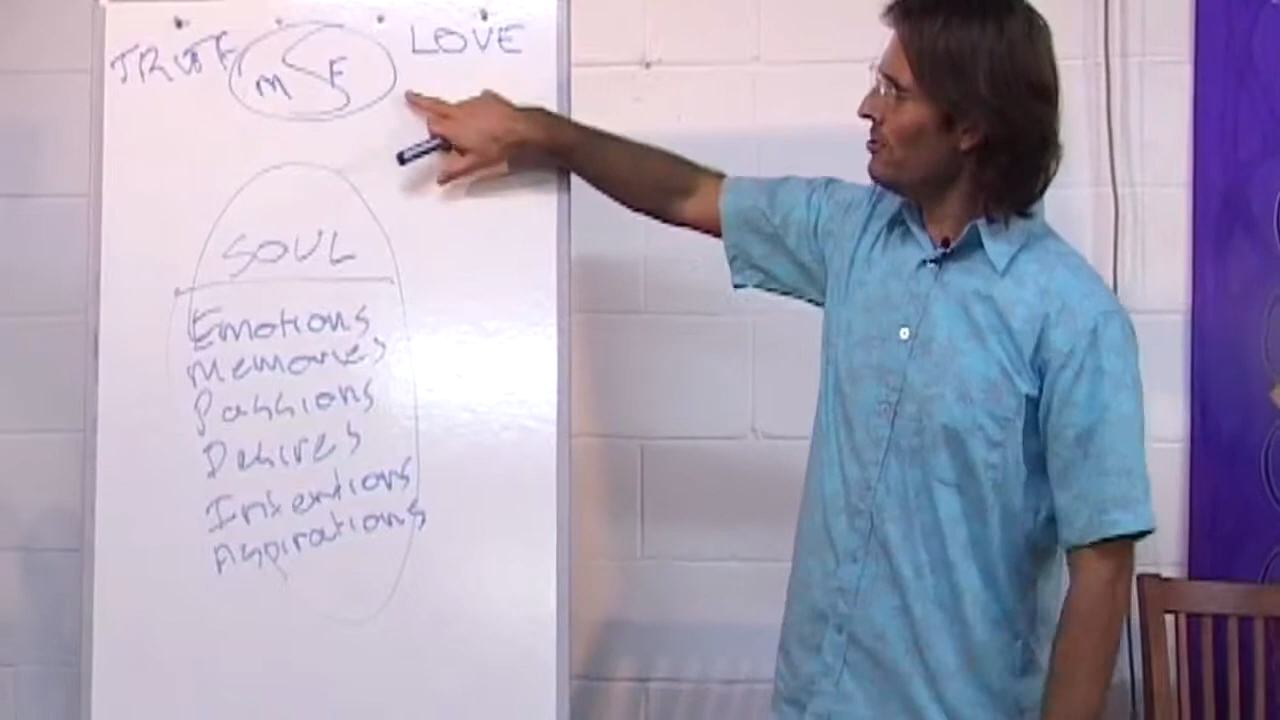 TRUTH LOVE
M F
SOUL
Emotions
Memories
Passions
Desires
Intentions
Aspirations